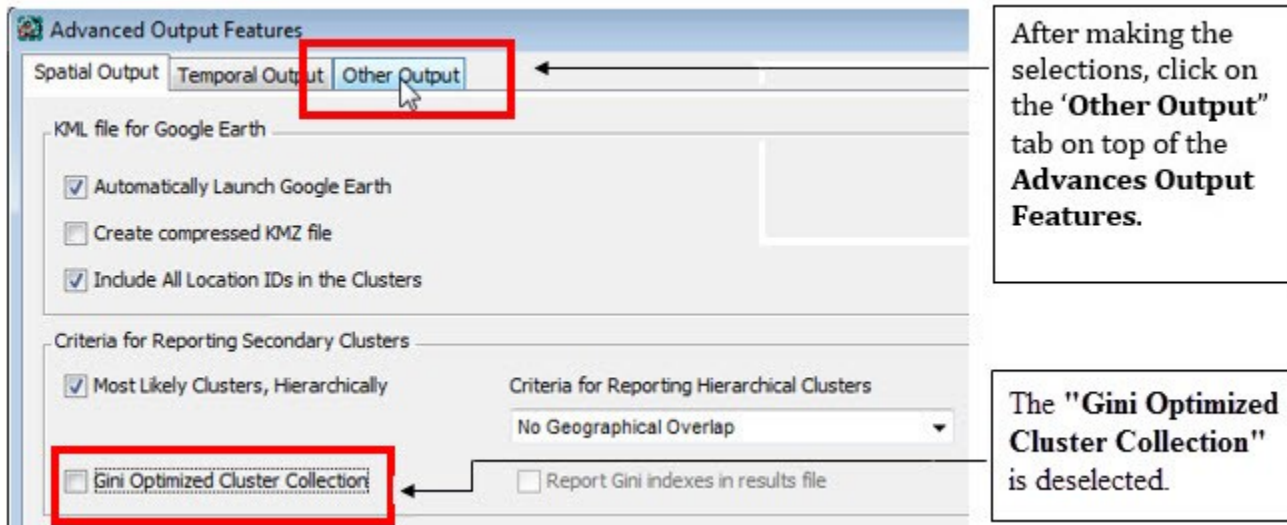 Advanced Output Features
Spatial Output Temporal Output Other Output
KML file for Google Earth
Automatically Launch Google Earth
Create compressed KMZ file
Include All Location IDs in the Clusters
Criteria for Reporting Secondary Clusters
Most Likely Clusters, Hierarchically
Criteria for Reporting Hierarchical Clusters
No Geographical Overlap
Gini Optimized Cluster Collection
Report Gini indexes in results file
After making the
selections, click on
the ‘Other Output”
tab on top of the
Advances Output
Features.
The "Gini Optimized
Cluster Collection"
is deselected.